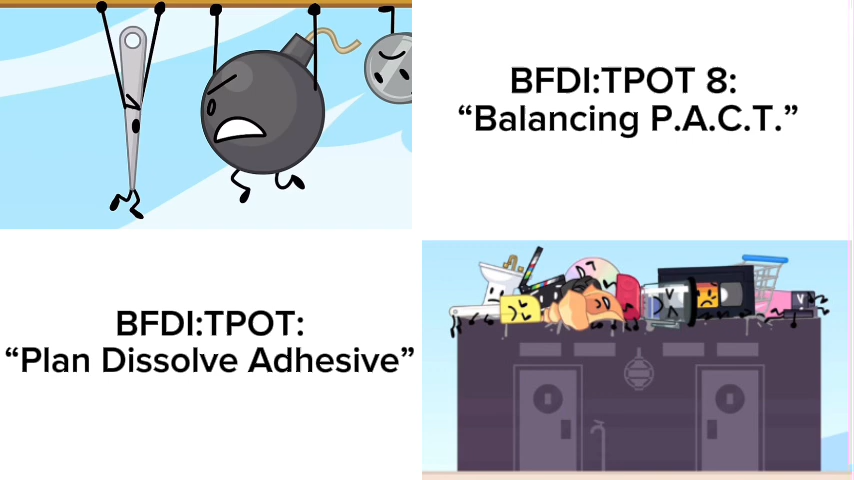 BFDI:TPOT 8:
“Balancing P.A.C.T.”
BFDI:TPOT:
“Plan Dissolve Adhesive”